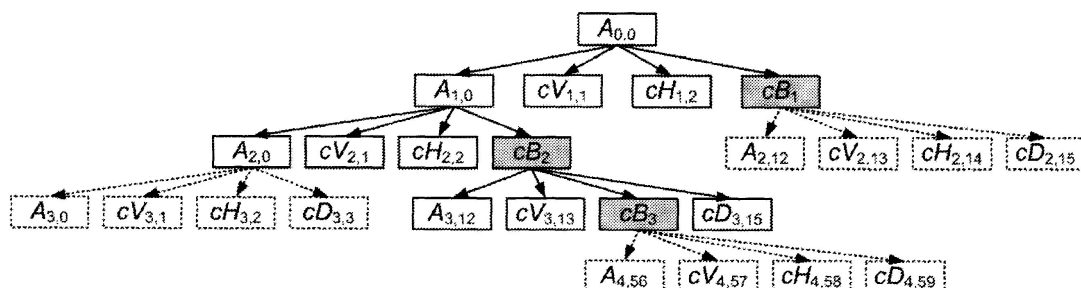 A0,0
A1,0 cV1,1 cH1,2 cB1
A2,0 cV2,1 cH2,2 cB2 A2,12 cV2,13 cH2,14 cD2,15
A3,0 cV3,1 cH3,2 cD3,3 A3,12 cV3,13 cB3 cD3,15
A4,56 cV4,57 cH4,58 cD4,59